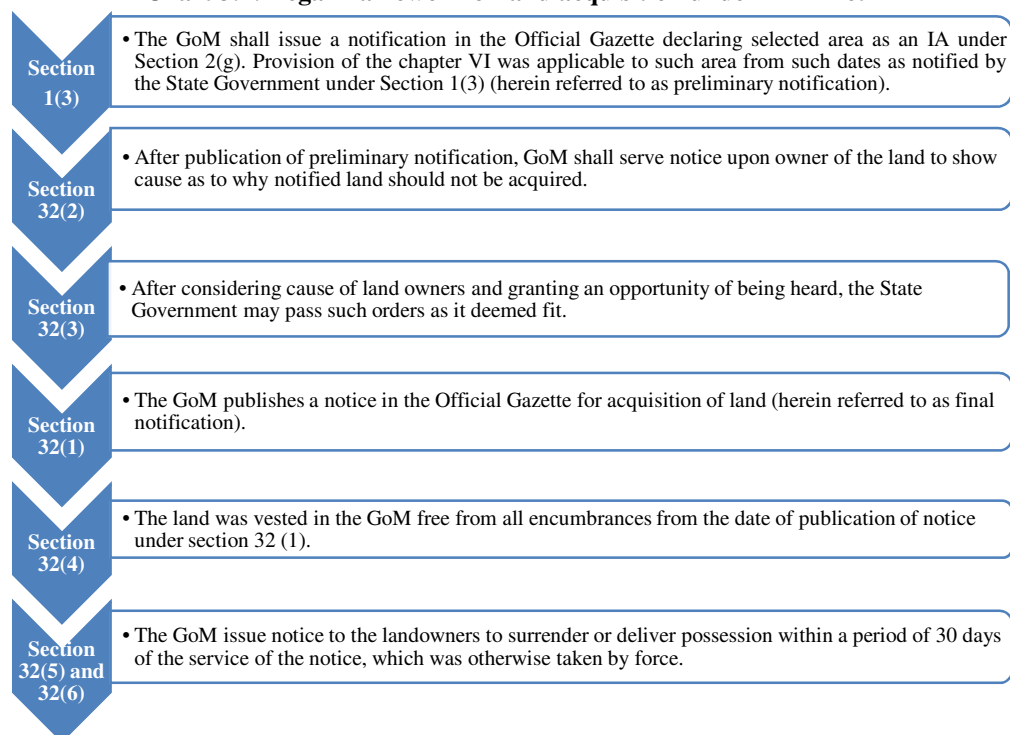 Section
1(3)
• The GoM shall issue a notification in the Official Gazette declaring selected area as an IA under
Section 2(g). Provision of the chapter VI was applicable to such area from such dates as notified by
the State Government under Section 1(3) (herein referred to as preliminary notification).
Section
32(2)
• After publication of preliminary notification, GoM shall serve notice upon owner of the land to show
cause as to why notified land should not be acquired.
Section
32(3)
• After considering cause of land owners and granting an opportunity of being heard, the State
Government may pass such orders as it deemed fit.
Section
32(1)
• The GoM publishes a notice in the Official Gazette for acquisition of land (herein referred to as final
notification).
Section
32(4)
• The land was vested in the GoM free from all encumbrances from the date of publication of notice
under section 32 (1).
Section
32(5) and
32(6)
• The GoM issue notice to the landowners to surrender or deliver possession within a period of 30 days
of the service of the notice, which was otherwise taken by force.